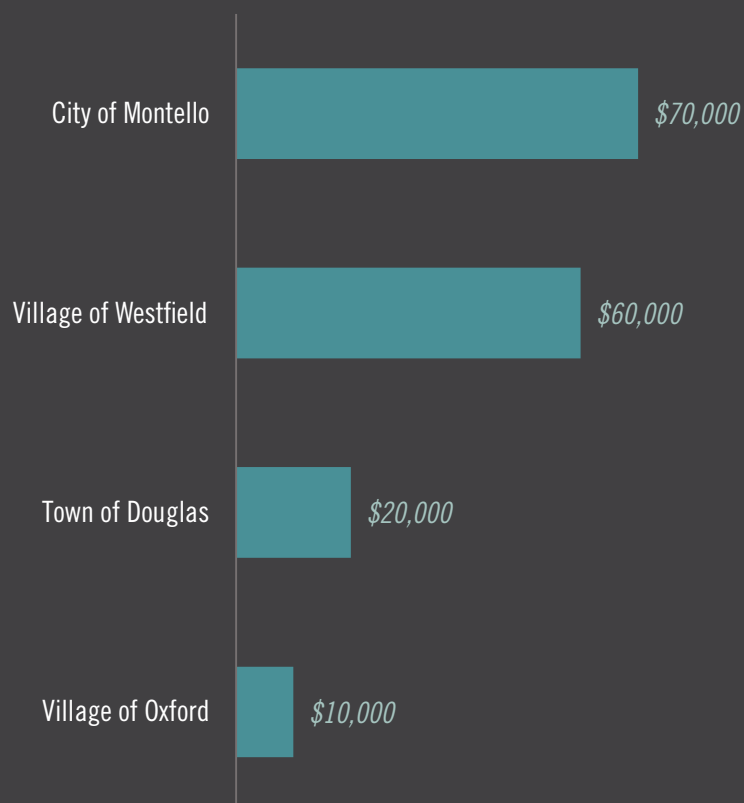 City of Montello
$70,000
Village of Westfield
$60,000
Town of Douglas
$20,000
Village of Oxford
$10,000